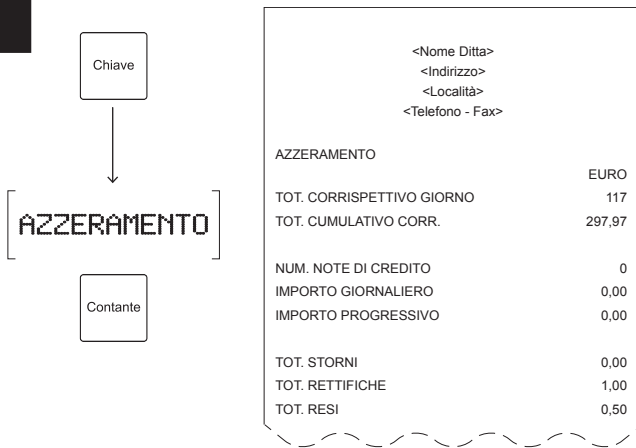 Chiave
AZZERAMENTO
Contante
<Nome Ditta>
<Indirizzo>
<Località>
<Telefono - Fax>
AZZERAMENTO
EURO
TOT. CORRISPETTIVO GIORNO 117
TOT. CUMULATIVO CORR. 297,97
NUM. NOTE DI CREDITO 0
IMPORTO GIORNALIERO 0,00
IMPORTO PROGRESSIVO 0,00
TOT. STORNI 0,00
TOT. RETTIFICHE 1,00
TOT. RESI 0,50